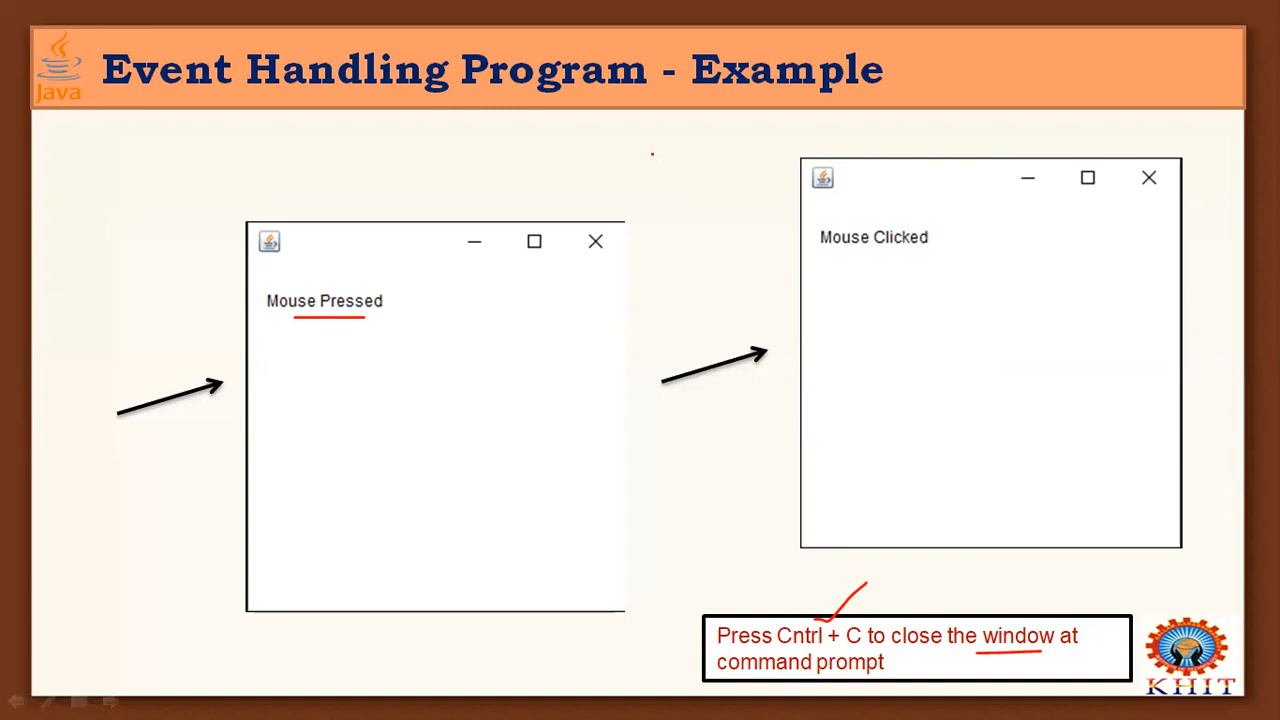 Java
Event Handling Program - Example
Mouse Pressed
Mouse Clicked
Press Cntrl + C to close the window at
command prompt
KHIT